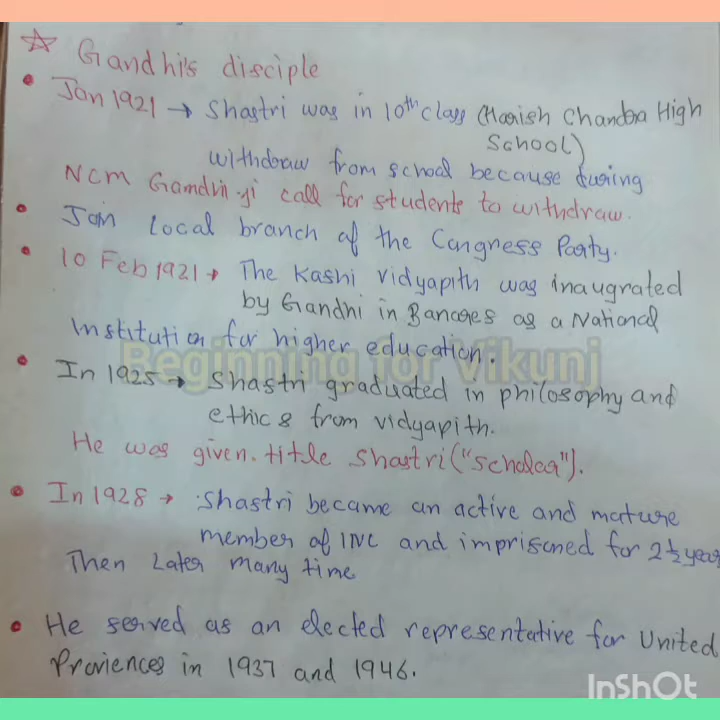 ☆ Gandhi's disciple
• Jan 1921 → Shastri was in 10th class (Harish Chandra High School)
withdraw from school because during
NCM Gandhi ji call for students to withdraw.
• Join local branch of the Congress Party.
• 10 Feb 1921 → The Kashi vidyapith was inaugrated
by Gandhi in Banares as a National
Institution for higher education.
Beginning for Vikunj
• In 1925 → Shastri graduated in philosophy and
ethics from vidyapith.
He was given title Shastri ("scholar").
• In 1928 → Shastri became an active and mature
member of INC and imprisoned for 2½ year
Then Later many time
• He served as an elected representative for United
Proviences in 1937 and 1946.
InShOt